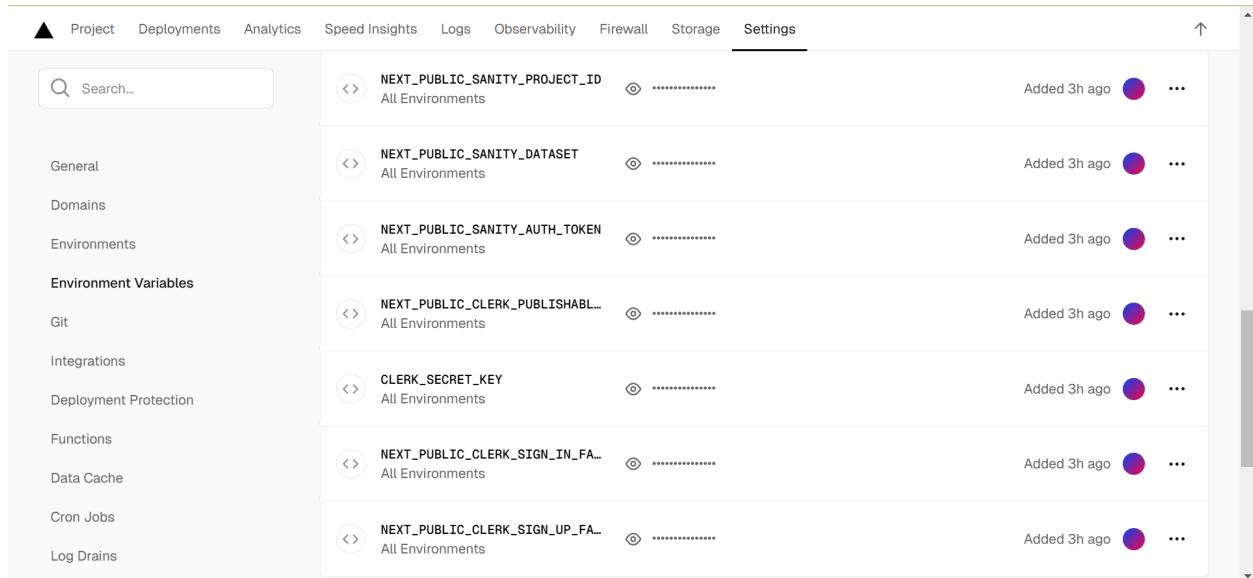 Project Deployments Analytics Speed Insights Logs Observability Firewall Storage Settings
Search...
General
Domains
Environments
Environment Variables
Git
Integrations
Deployment Protection
Functions
Data Cache
Cron Jobs
Log Drains
NEXT_PUBLIC_SANITY_PROJECT_ID
All Environments
••••••••••••••• Added 3h ago
NEXT_PUBLIC_SANITY_DATASET
All Environments
••••••••••••••• Added 3h ago
NEXT_PUBLIC_SANITY_AUTH_TOKEN
All Environments
••••••••••••••• Added 3h ago
NEXT_PUBLIC_CLERK_PUBLISHABL…
All Environments
••••••••••••••• Added 3h ago
CLERK_SECRET_KEY
All Environments
••••••••••••••• Added 3h ago
NEXT_PUBLIC_CLERK_SIGN_IN_FA…
All Environments
••••••••••••••• Added 3h ago
NEXT_PUBLIC_CLERK_SIGN_UP_FA…
All Environments
••••••••••••••• Added 3h ago